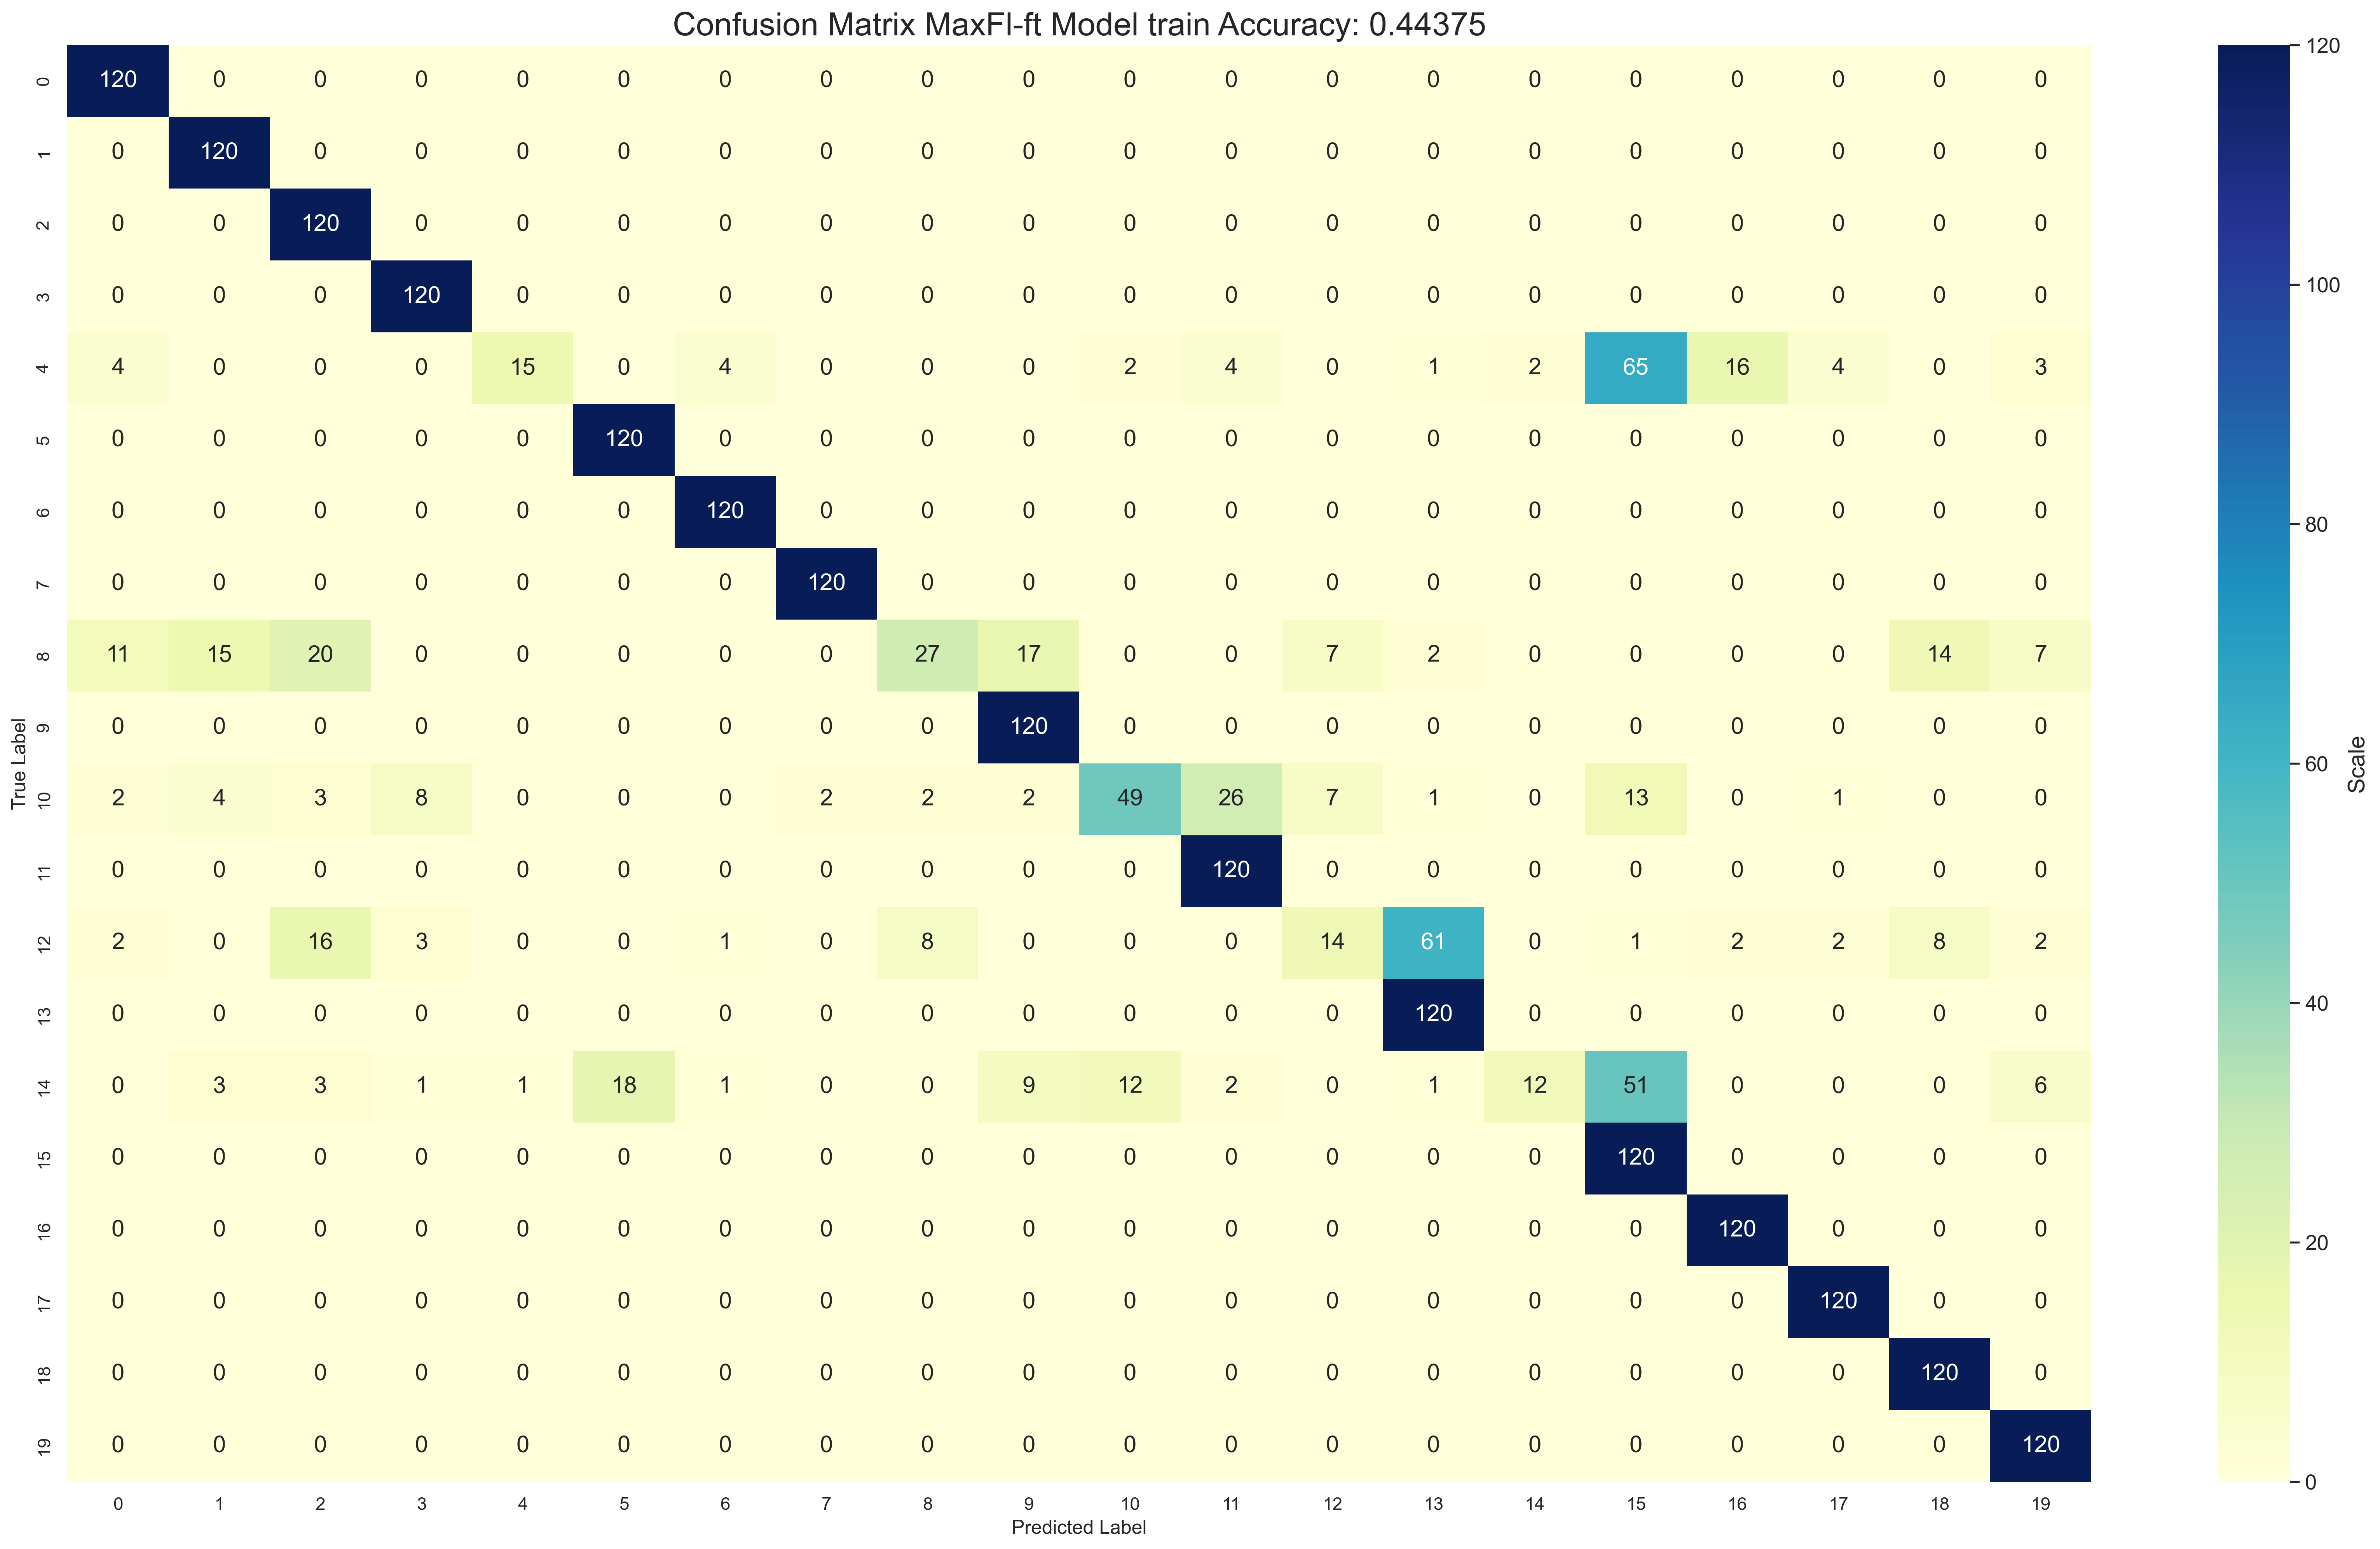 Confusion Matrix MaxFl-ft Model train Accuracy: 0.44375
0 120 0 0 0 0 0 0 0 0 0 0 0 0 0 0 0 0 0 0 0
1 0 120 0 0 0 0 0 0 0 0 0 0 0 0 0 0 0 0 0 0
2 0 0 120 0 0 0 0 0 0 0 0 0 0 0 0 0 0 0 0 0
3 0 0 0 120 0 0 0 0 0 0 0 0 0 0 0 0 0 0 0 0
4 4 0 0 0 15 0 4 0 0 0 2 4 0 1 2 65 16 4 0 3
5 0 0 0 0 0 120 0 0 0 0 0 0 0 0 0 0 0 0 0 0
6 0 0 0 0 0 0 120 0 0 0 0 0 0 0 0 0 0 0 0 0
7 0 0 0 0 0 0 0 120 0 0 0 0 0 0 0 0 0 0 0 0
8 11 15 20 0 0 0 0 0 27 17 0 0 7 2 0 0 0 0 14 7
9 0 0 0 0 0 0 0 0 0 120 0 0 0 0 0 0 0 0 0 0
10 2 4 3 8 0 0 0 2 2 2 49 26 7 1 0 13 0 1 0 0
11 0 0 0 0 0 0 0 0 0 0 0 120 0 0 0 0 0 0 0 0
12 2 0 16 3 0 0 1 0 8 0 0 0 14 61 0 1 2 2 8 2
13 0 0 0 0 0 0 0 0 0 0 0 0 0 120 0 0 0 0 0 0
14 0 3 3 1 1 18 1 0 0 9 12 2 0 1 12 51 0 0 0 6
15 0 0 0 0 0 0 0 0 0 0 0 0 0 0 0 120 0 0 0 0
16 0 0 0 0 0 0 0 0 0 0 0 0 0 0 0 0 120 0 0 0
17 0 0 0 0 0 0 0 0 0 0 0 0 0 0 0 0 0 120 0 0
18 0 0 0 0 0 0 0 0 0 0 0 0 0 0 0 0 0 0 120 0
19 0 0 0 0 0 0 0 0 0 0 0 0 0 0 0 0 0 0 0 120
0 1 2 3 4 5 6 7 8 9 10 11 12 13 14 15 16 17 18 19
Predicted Label
True Label
120
100
80
60
40
20
0
Scale